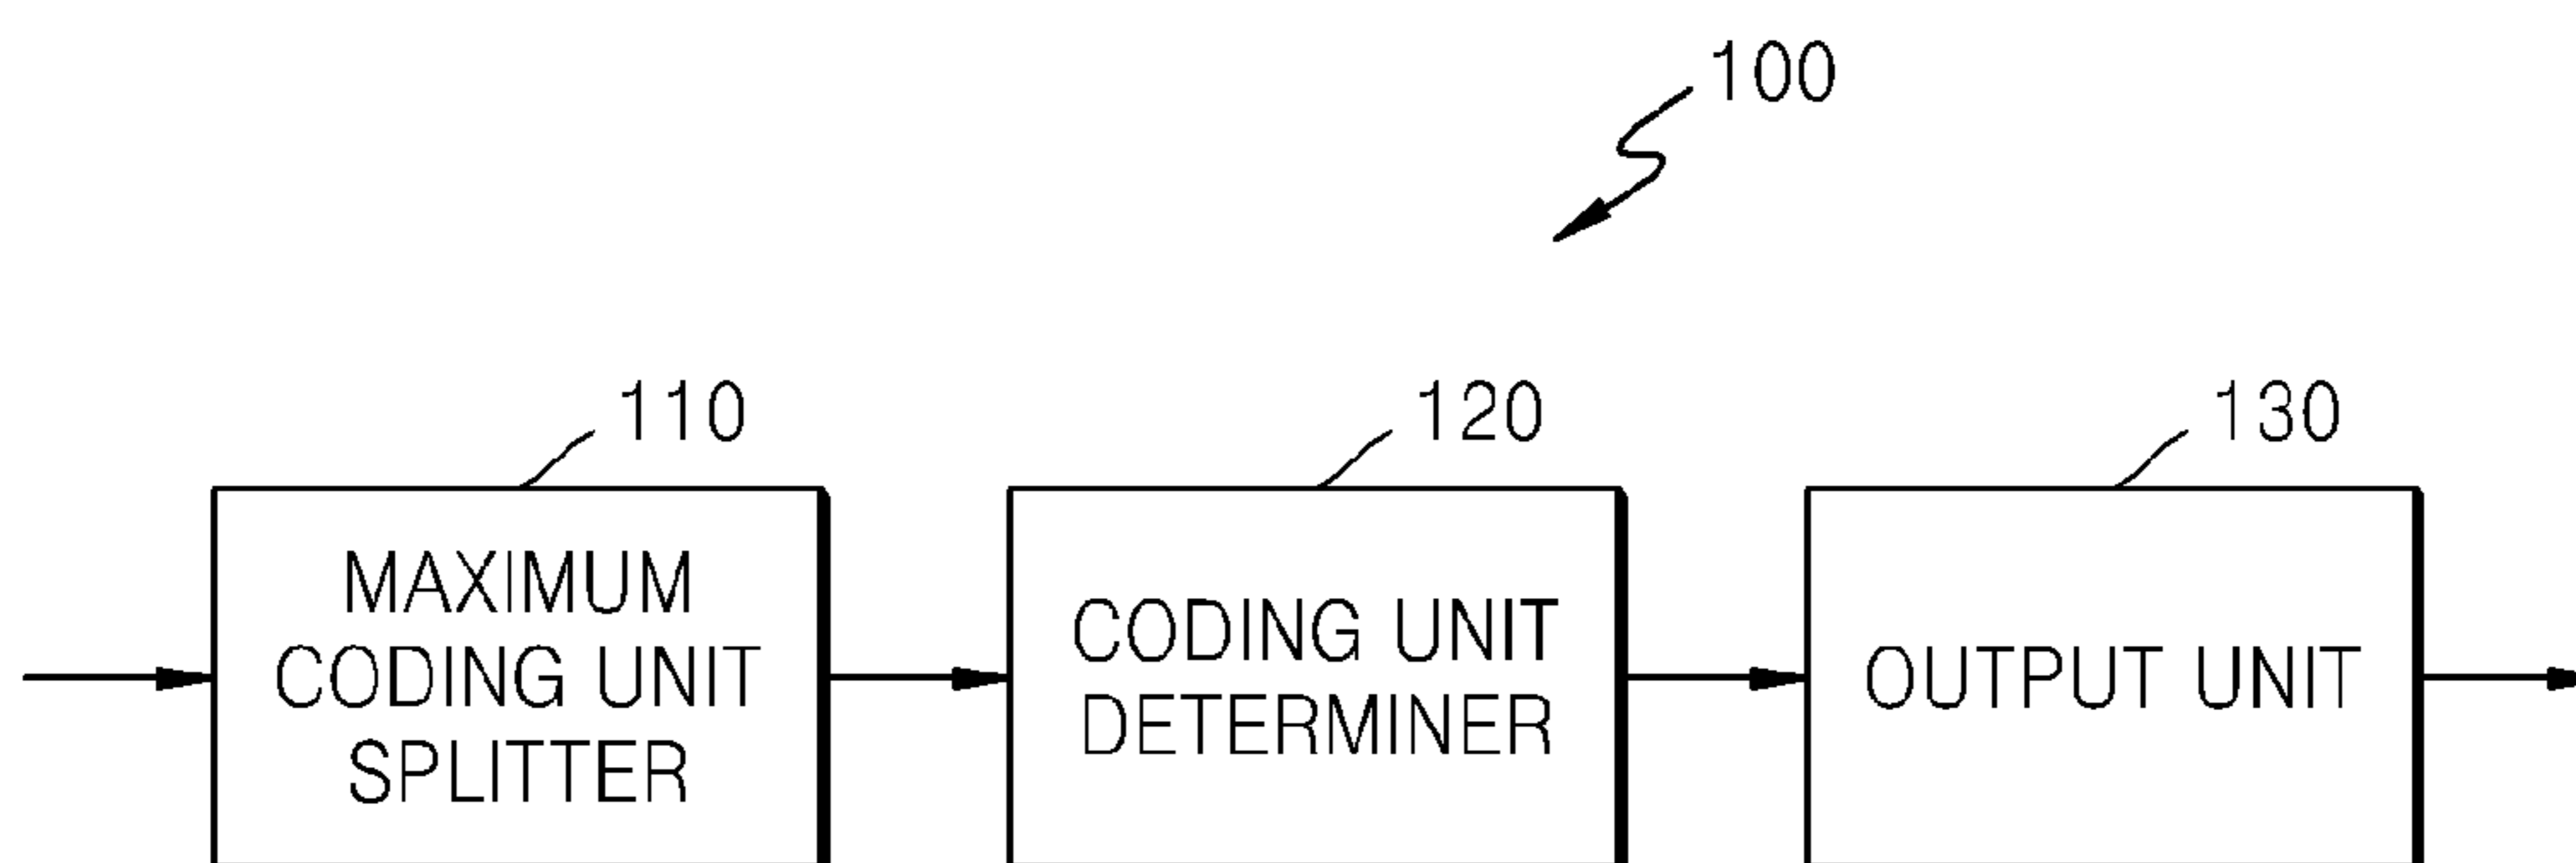 100
110
120
130
MAXIMUM
CODING UNIT
SPLITTER
CODING UNIT
DETERMINER
OUTPUT UNIT